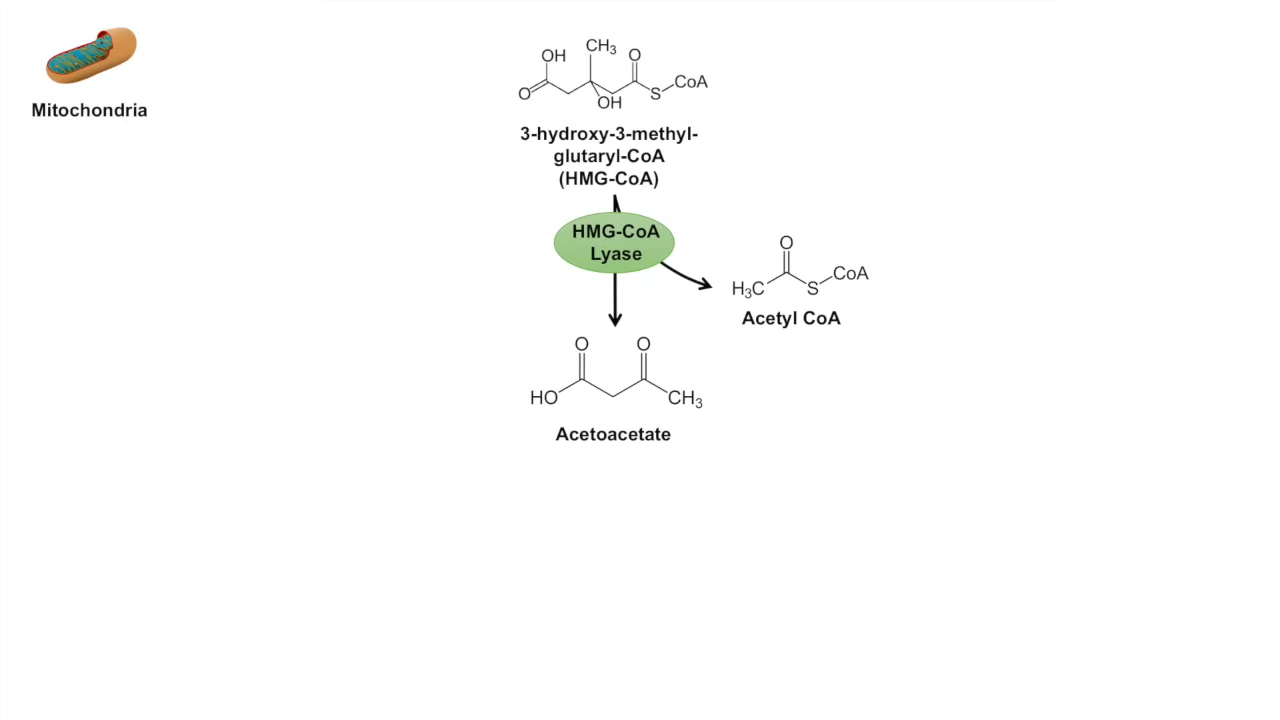 Mitochondria
OH
CH3
O
O
OH
S
CoA
3-hydroxy-3-methyl-
glutaryl-CoA
(HMG-CoA)
HMG-CoA
Lyase
O
H3C
S
CoA
Acetyl CoA
O
O
HO
CH3
Acetoacetate